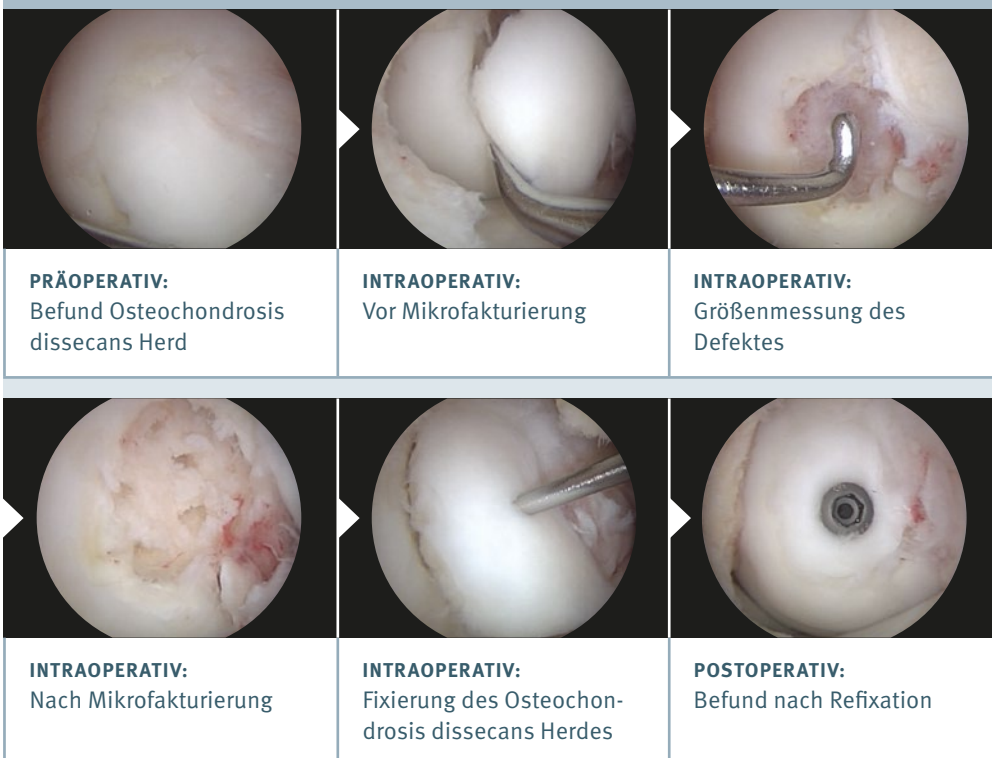 PRÄOPERATIV:
Befund Osteochondrosis
dissecans Herd
INTRAOPERATIV:
Vor Mikrofakturierung
INTRAOPERATIV:
Größenmessung des
Defektes
INTRAOPERATIV:
Nach Mikrofakturierung
INTRAOPERATIV:
Fixierung des Osteochon-
drosis dissecans Herdes
POSTOPERATIV:
Befund nach Refixation